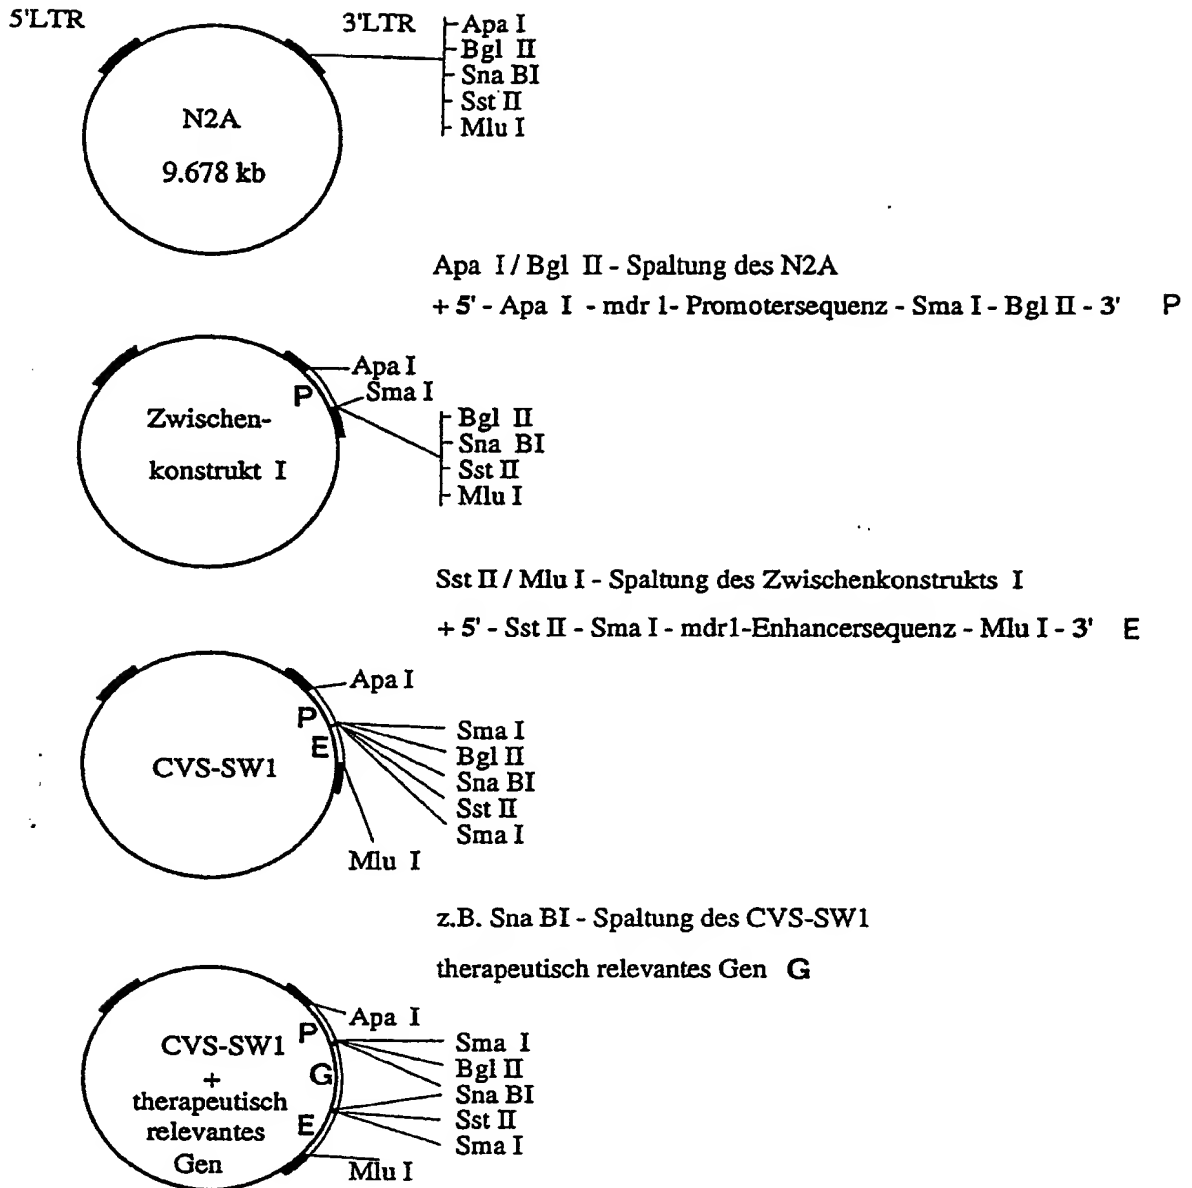 5'LTR
3'LTR
Apa I
Bgl II
Sna BI
Sst II
Mlu I
N2A
9.678 kb
Apa I / Bgl II - Spaltung des N2A
+ 5' - Apa I - mdr 1- Promotersequenz - Sma I - Bgl II - 3' P
Apa I
P
Sma I
Zwischen-
konstrukt I
Bgl II
Sna BI
Sst II
Mlu I
Sst II / Mlu I - Spaltung des Zwischenkonstrukts I
+ 5' - Sst II - Sma I - mdr1-Enhancersequenz - Mlu I - 3' E
Apa I
P
E
CVS-SW1
Sma I
Bgl II
Sna BI
Sst II
Sma I
Mlu I
z.B. Sna BI - Spaltung des CVS-SW1
therapeutisch relevantes Gen G
Apa I
P
G
E
CVS-SW1
+
therapeutisch
relevantes
Gen
Sma I
Bgl II
Sna BI
Sst II
Sma I
Mlu I